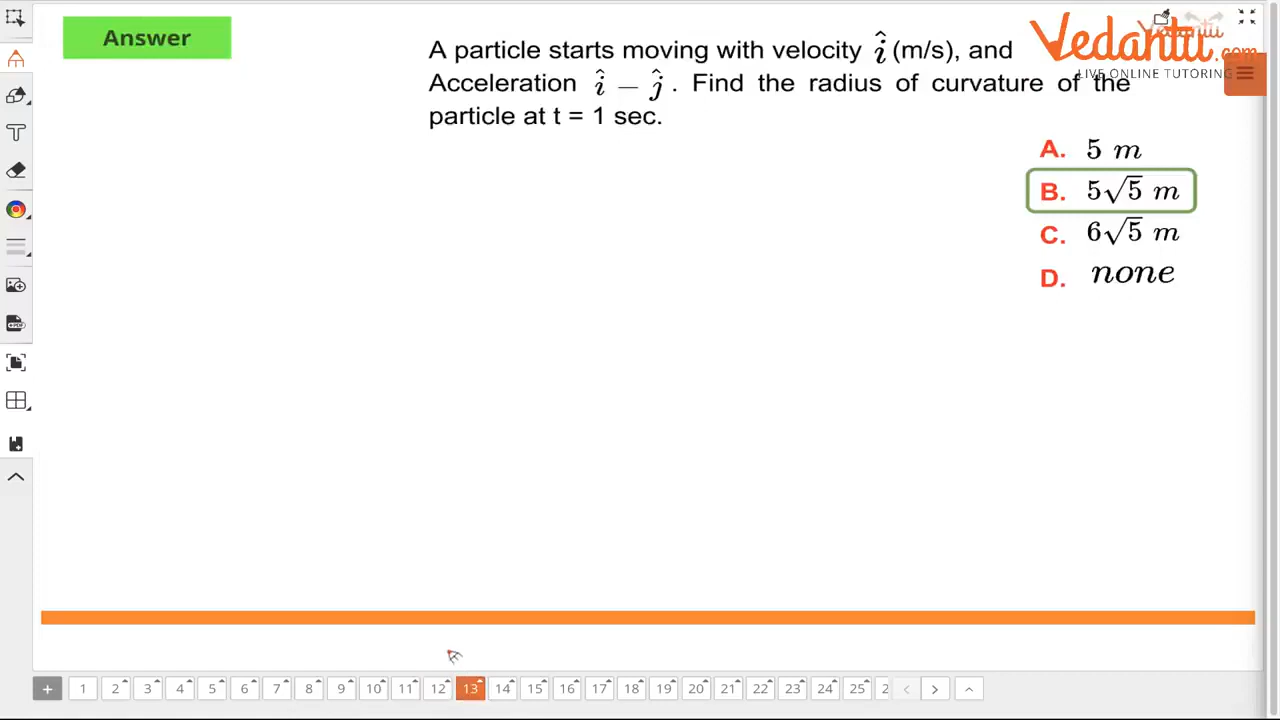 Answer
A particle starts moving with velocity î (m/s), and
Acceleration î − ĵ . Find the radius of curvature of the
particle at t = 1 sec.
Vedantu.com
LIVE ONLINE TUTORING
A. 5 m
B. 5√5 m
C. 6√5 m
D. none
+ 1 2 3 4 5 6 7 8 9 10 11 12 13 14 15 16 17 18 19 20 21 22 23 24 25 2 < >